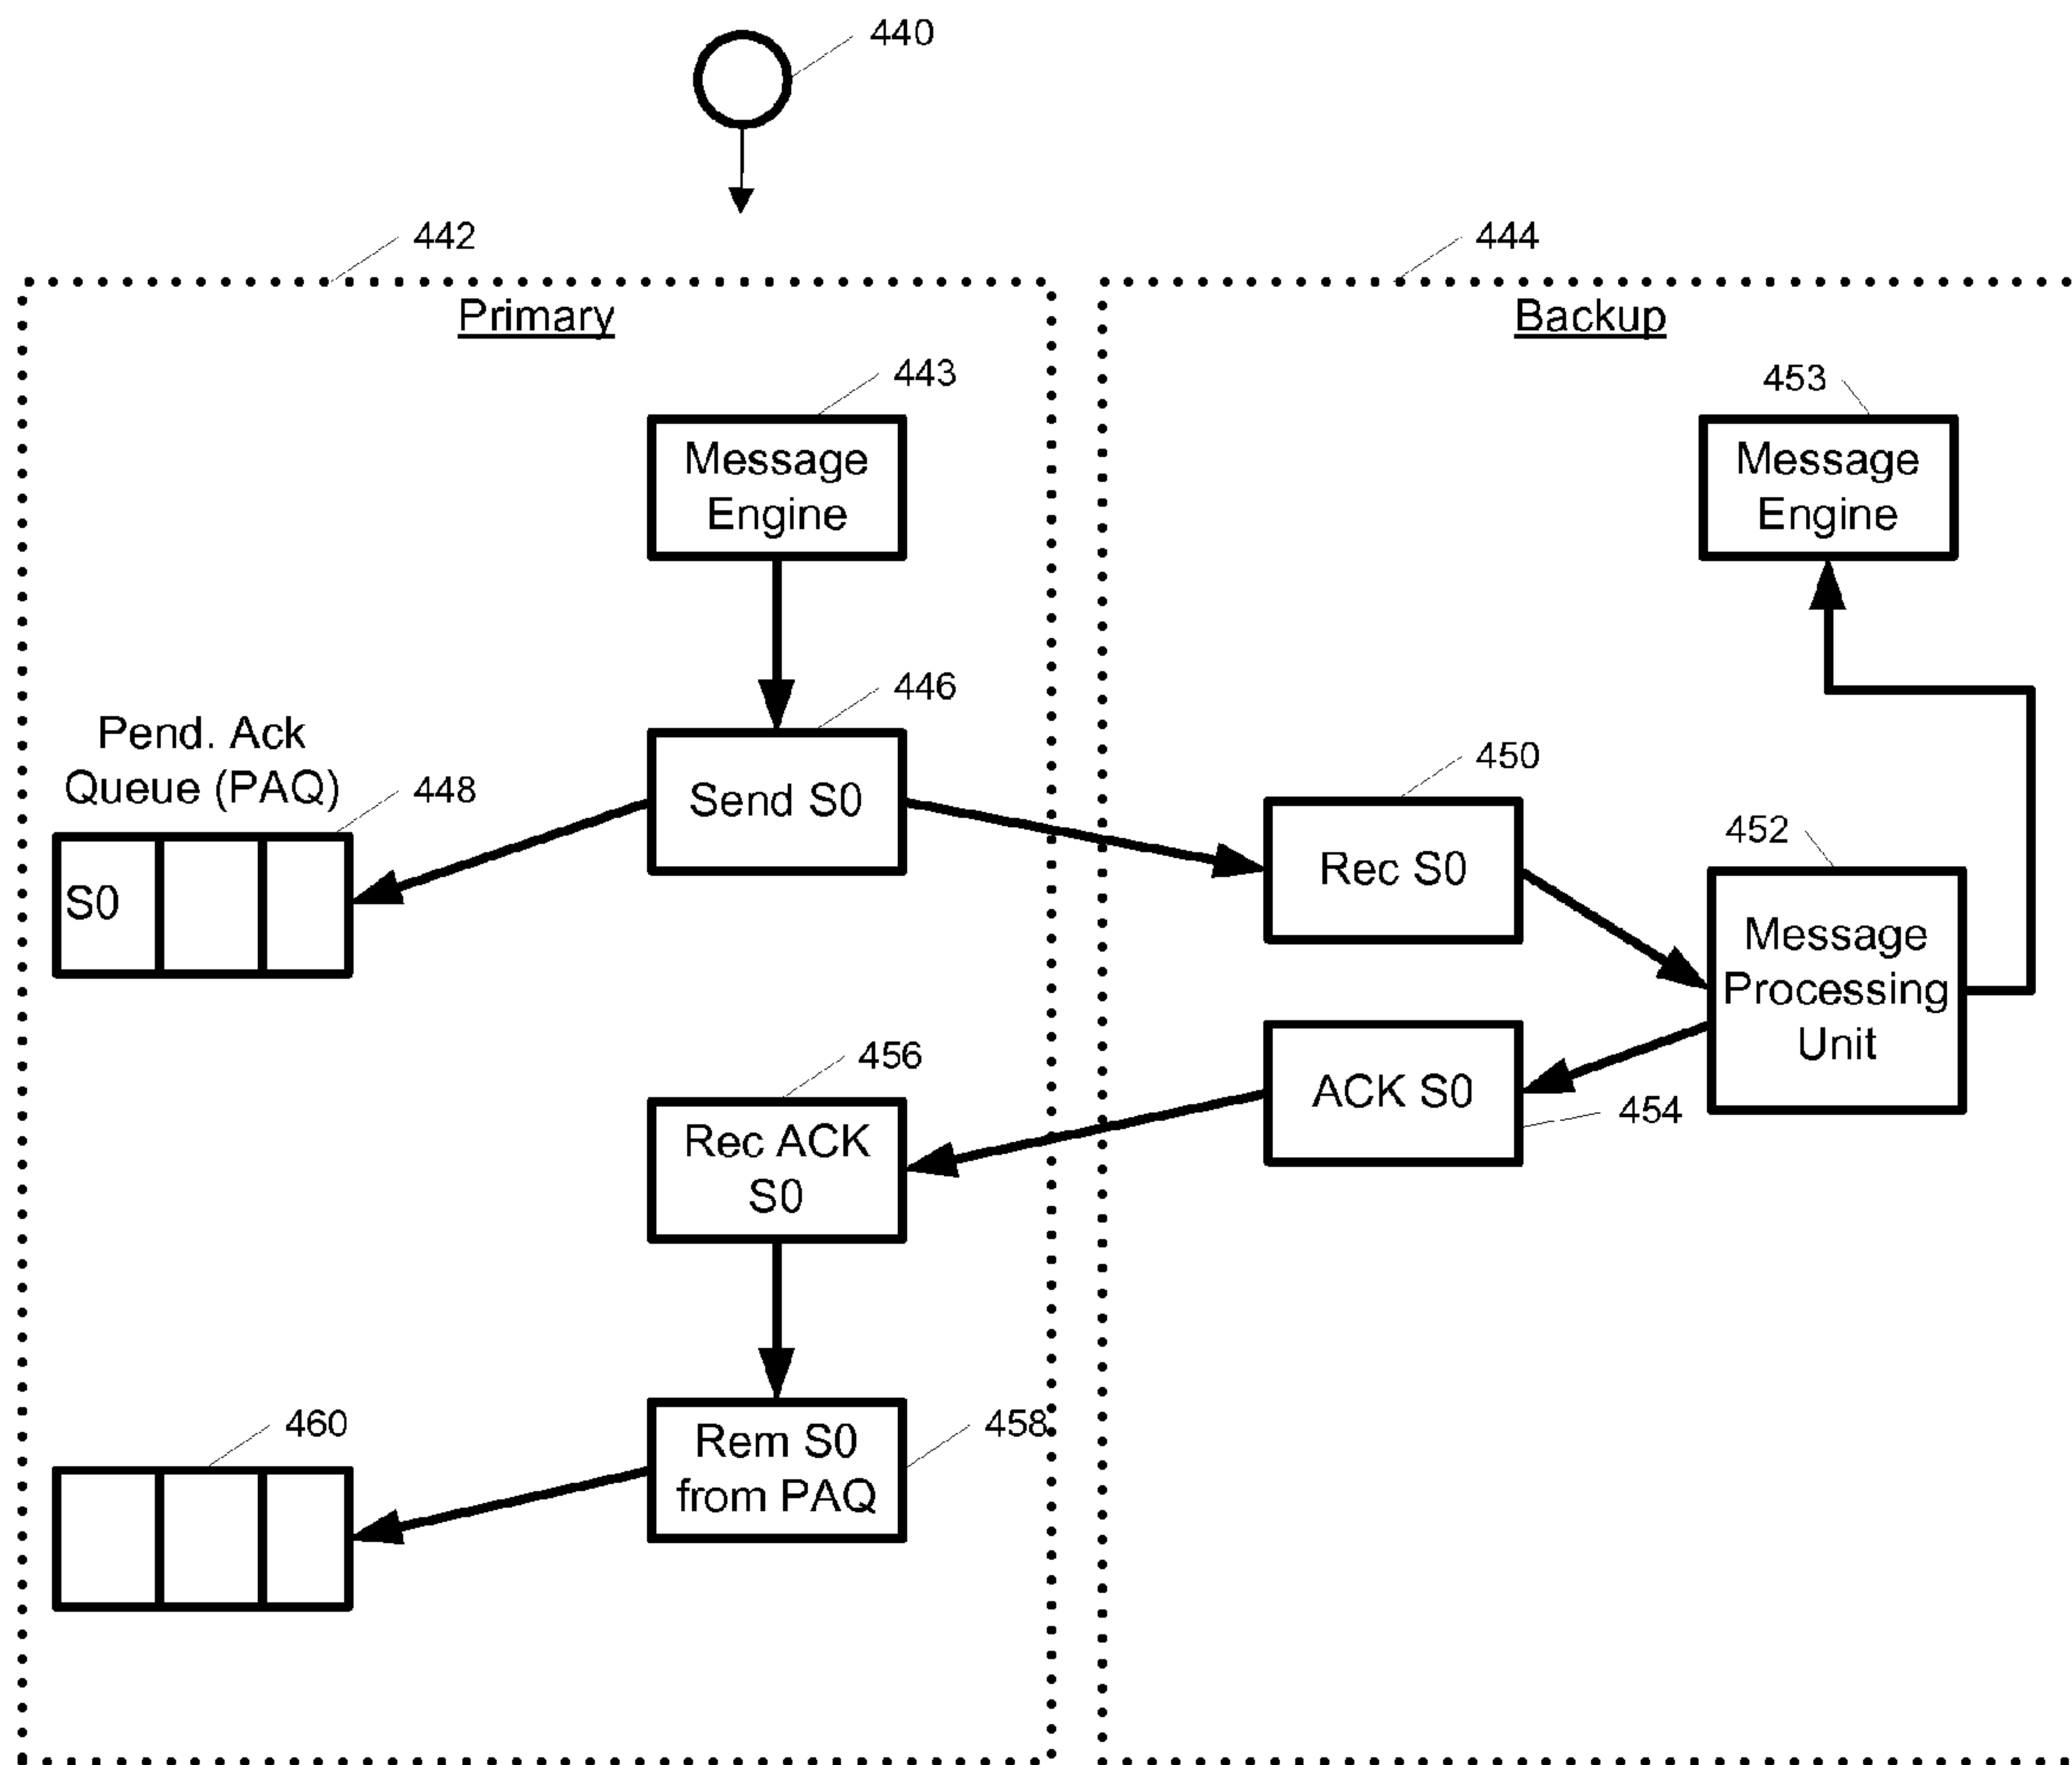 440
442
444
Primary
Backup
443
453
Message
Engine
Message
Engine
446
Pend. Ack
Queue (PAQ)
448
Send S0
450
452
S0
Rec S0
Message
Processing
Unit
456
ACK S0
454
Rec ACK
S0
460
458
Rem S0
from PAQ